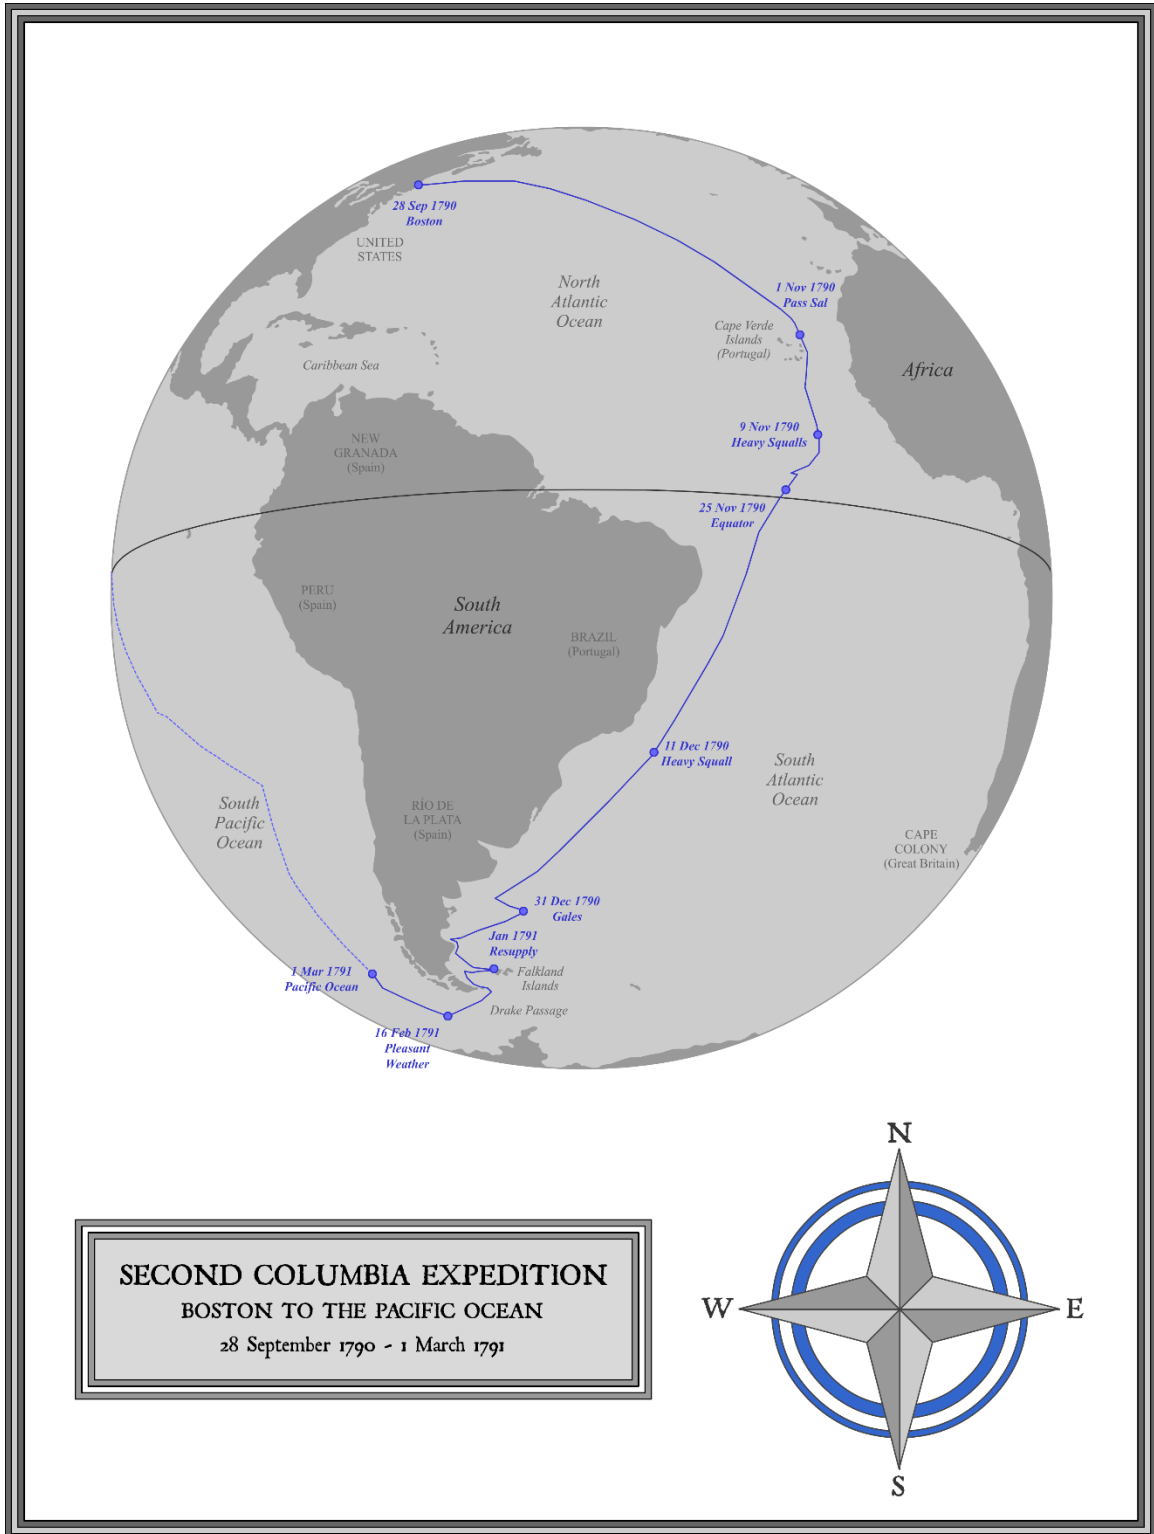 28 Sep 1790
Boston
UNITED
STATES
North
Atlantic
Ocean
1 Nov 1790
Pass Sal
Cape Verde
Islands
(Portugal)
Caribbean Sea
Africa
9 Nov 1790
Heavy Squalls
NEW
GRANADA
(Spain)
25 Nov 1790
Equator
PERU
(Spain)
South
America
BRAZIL
(Portugal)
11 Dec 1790
Heavy Squall
South
Atlantic
Ocean
South
Pacific
Ocean
RÍO DE
LA PLATA
(Spain)
CAPE
COLONY
(Great Britain)
31 Dec 1790
Gales
Jan 1791
Resupply
Falkland
Islands
1 Mar 1791
Pacific Ocean
Drake Passage
16 Feb 1791
Pleasant
Weather
N
W
E
S
SECOND COLUMBIA EXPEDITION
BOSTON TO THE PACIFIC OCEAN
28 September 1790 - 1 March 1791